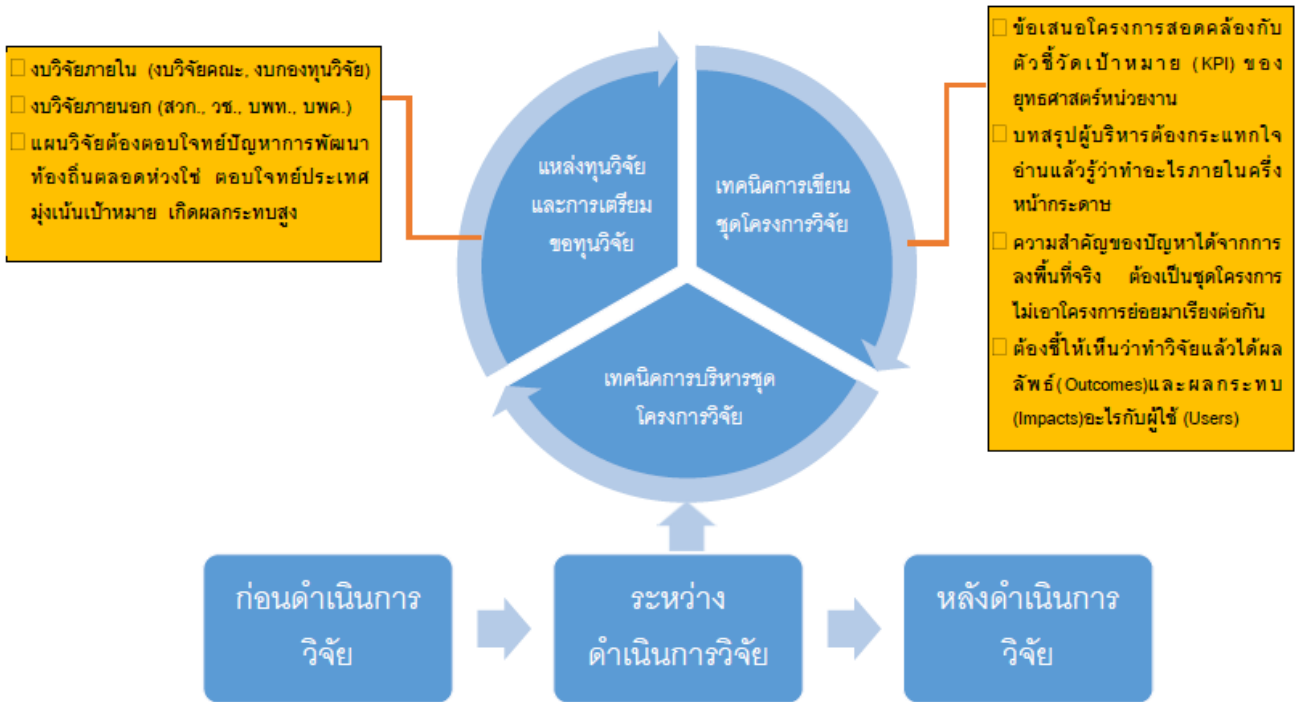 งบวิจัยภายใน (งบวิจัยคณะ, งบกองทุนวิจัย)
งบวิจัยภายนอก (สวก., วช., บพท., บพค.)
แผนวิจัยต้องตอบโจทย์ปัญหาการพัฒนา
ท้องถิ่นตลอดห่วงโซ่ ตอบโจทย์ประเทศ
มุ่งเน้นเป้าหมาย เกิดผลกระทบสูง
แหล่งทุนวิจัย
และการเตรียม
ขอทุนวิจัย
เทคนิคการเขียน
ชุดโครงการวิจัย
ข้อเสนอโครงการสอดคล้องกับ
ตัวชี้วัดเป้าหมาย (KPI) ของ
ยุทธศาสตร์หน่วยงาน
บทสรุปผู้บริหารต้องกระแทกใจ
อ่านแล้วรู้ว่าทำอะไรภายในครึ่ง
หน้ากระดาษ
ความสำคัญของปัญหาได้จากการ
ลงพื้นที่จริง ต้องเป็นชุดโครงการ
ไม่เอาโครงการย่อยมาเรียงต่อกัน
ต้องชี้ให้เห็นว่าทำวิจัยแล้วได้ผล
ลัพธ์(Outcomes)และผลกระทบ
(Impacts)อะไรกับผู้ใช้ (Users)
เทคนิคการบริหารชุด
โครงการวิจัย
ก่อนดำเนินการ
วิจัย
ระหว่าง
ดำเนินการวิจัย
หลังดำเนินการ
วิจัย